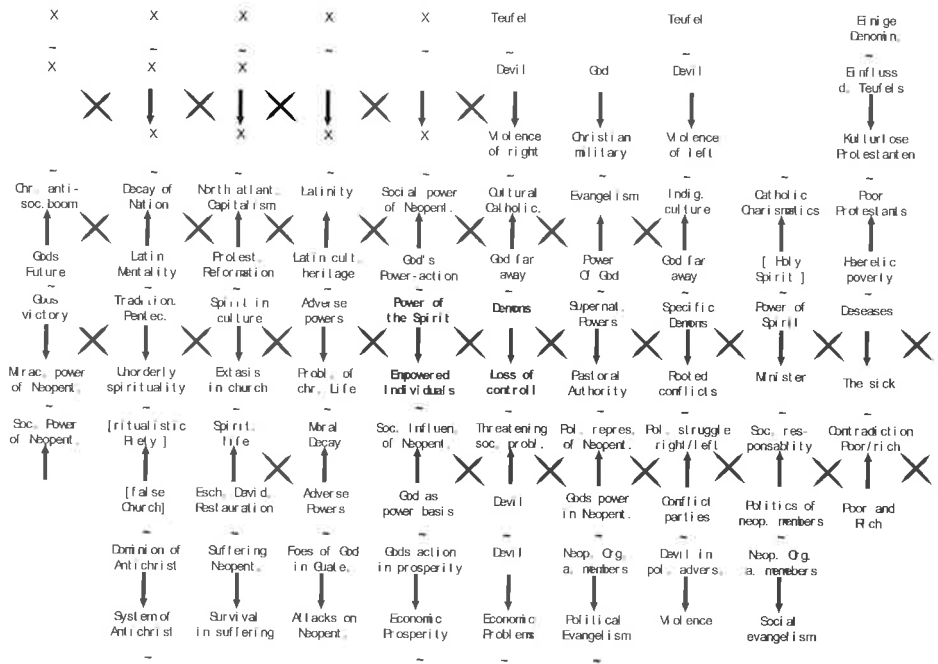 X X X X X Teufel Teufel Einige
Denomin.
~ ~ ~ ~ ~ ~ ~ ~
X X X Devil God Devil Einfluss
d. Teufels
X X X X Violence Christian Violence Kulturlose
of right military of left Protestanten
~ ~ ~ ~ ~ ~ ~ ~
Chr. anti- Decay of North atlant. Latinity Social power Cultural Evangelism Indig. Catholic Poor
soc.boom Nation Capitalism of Neopent. Catholic. culture Charismatics Protestants
Gods Latin Protest. Latin cult. God's God far Power God far [Holy Haerelic
Future Mentality Reformation heritage Power-action away Of God away Spirit] poverty
~ ~ ~ ~ ~ ~ ~ ~ ~ ~
Gods Tradition. Spirit in Adverse Power of Demons Supernat. Specific Power of Deseases
victory Pentec. culture powers the Spirit Powers Demons Spirit
Mirac. power Unorderly Extasis Probl. of Empowered Loss of Pastoral Rooted Minister The sick
of Neopent. spirituality in church chr. Life Individuals controll Authority conflicts
~ ~ ~ ~ ~ ~ ~ ~ ~ ~
Soc. Power [ritualistic Spirit. Moral Soc. Influen. Threatening Pol. repres. Pol. struggle Soc. res- Contradiction
of Neopent. Piety] life Decay of Neopent. soc. probl. of Neopent. right/left ponsablity Poor/rich
[false Esch. David. Adverse God as Devil Gods power Conflict Politics of Poor and
Church] Restauration Powers power basis in Neopent. parties neop. members Rich
~ ~ ~ ~ ~ ~ ~ ~
Dominion of Suffering Foes of God Gods action Devil Neop. Org. Devil in Neop. Org.
Antichrist Neopent. in Guate. in prosperity a. members pol. advers. a. members
System of Survival Attacks on Economic Economic Political Violence Social
Antichrist in suffering Neopent. Prosperity Problems Evangelism evangelism
~ ~ ~ ~